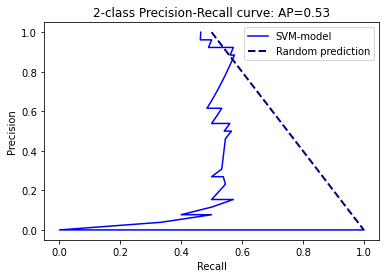 2-class Precision-Recall curve: AP=0.53
SVM-model
Random prediction
Precision
1.0
0.8
0.6
0.4
0.2
0.0
0.0 0.2 0.4 0.6 0.8 1.0
Recall